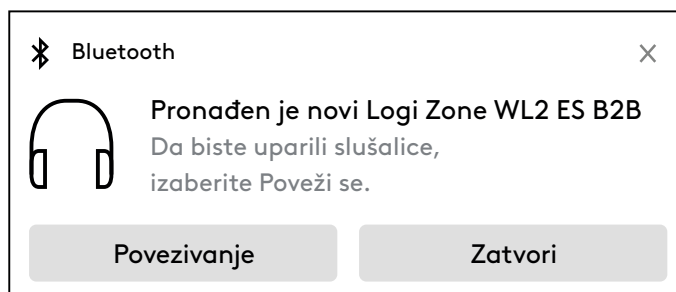 Bluetooth
Pronađen je novi Logi Zone WL2 ES B2B
Da biste uparili slušalice,
izaberite Poveži se.
Povezivanje Zatvori